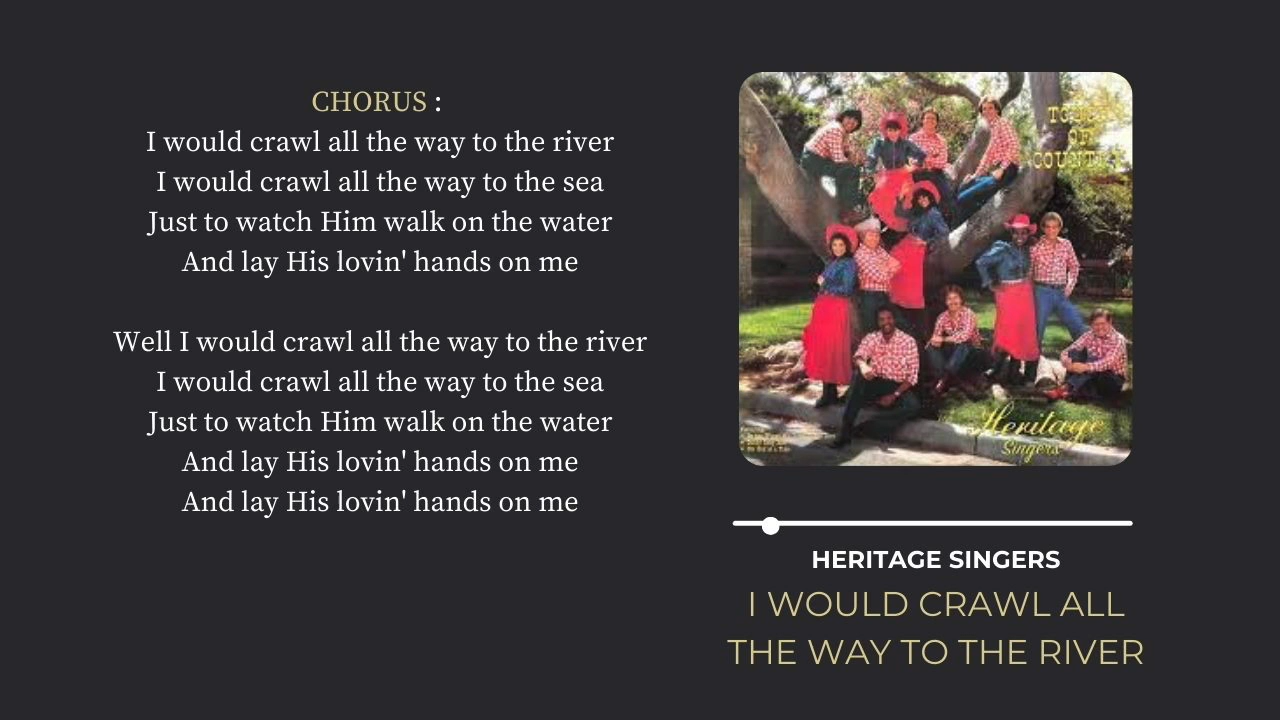 CHORUS :
I would crawl all the way to the river
I would crawl all the way to the sea
Just to watch Him walk on the water
And lay His lovin' hands on me
Well I would crawl all the way to the river
I would crawl all the way to the sea
Just to watch Him walk on the water
And lay His lovin' hands on me
And lay His lovin' hands on me
OF
COUNTRY
Heritage
Singers
HERITAGE SINGERS
I WOULD CRAWL ALL
THE WAY TO THE RIVER